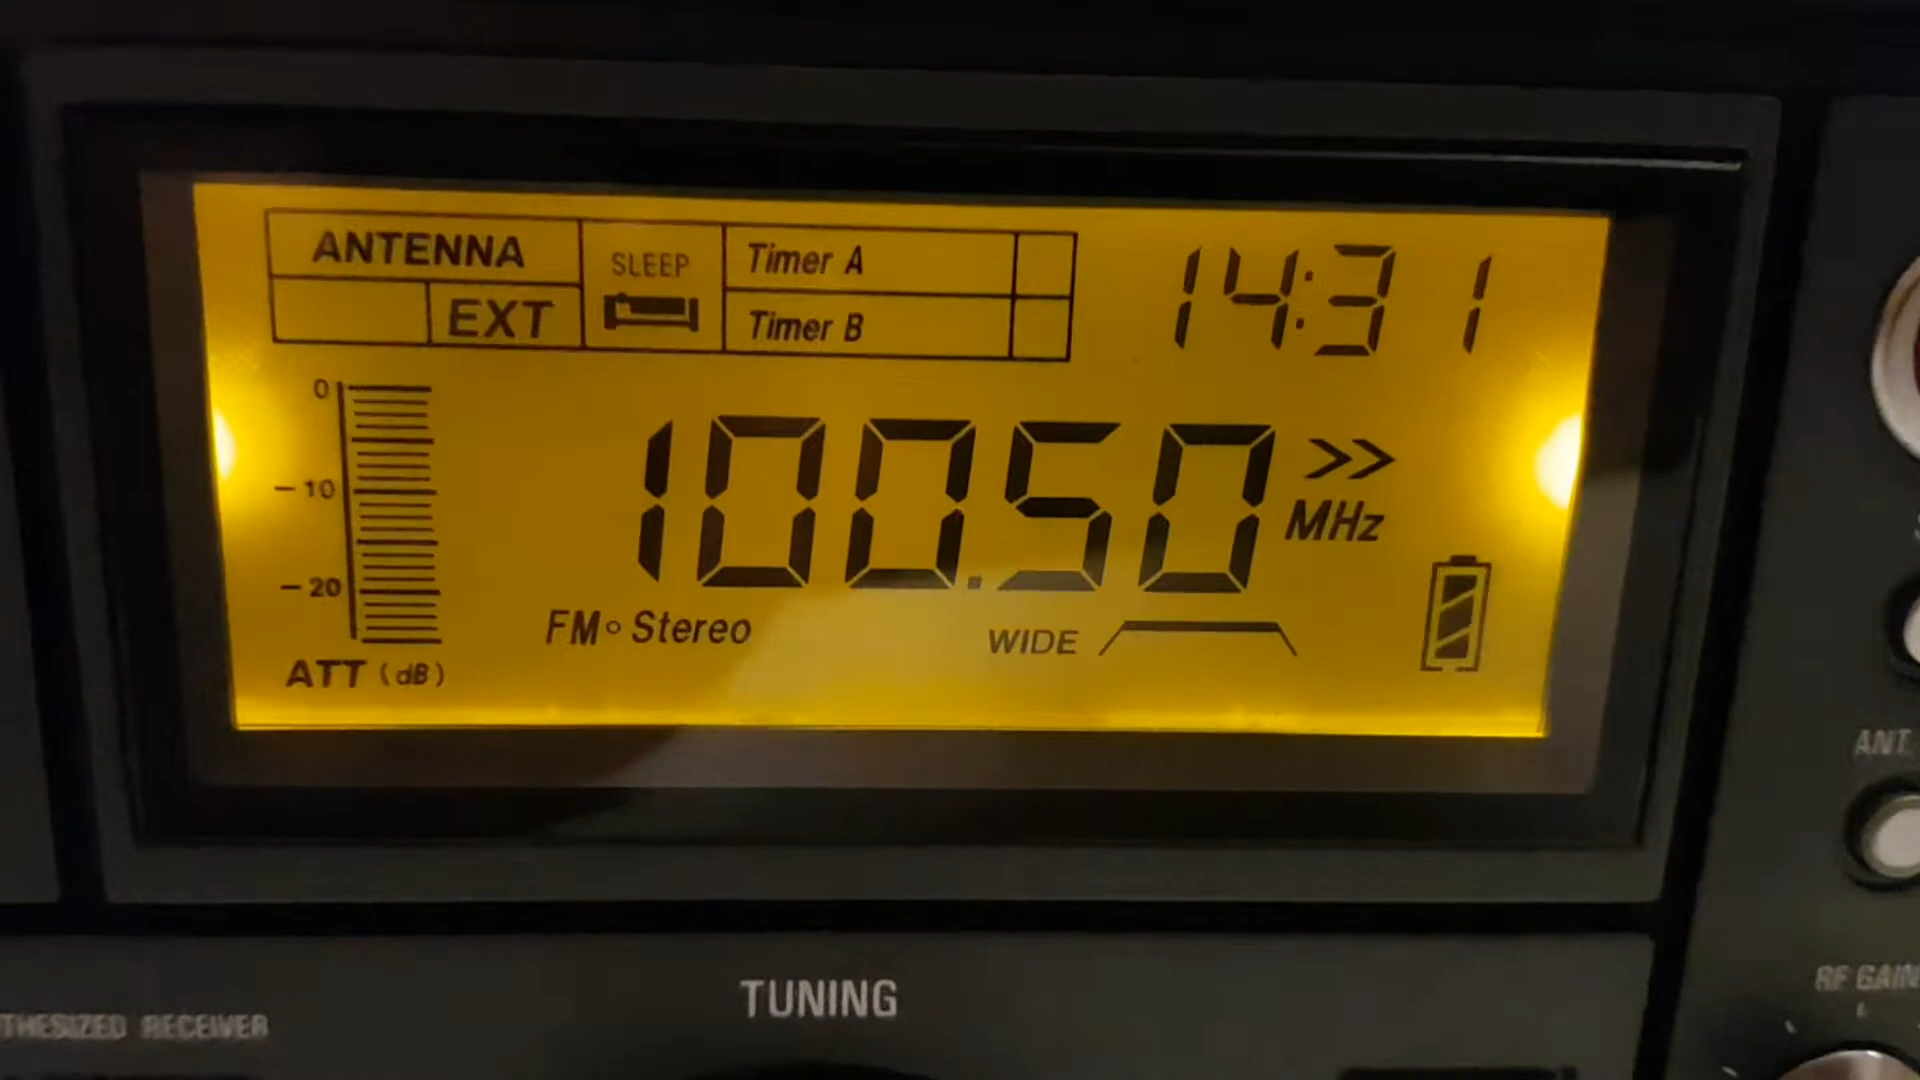 ANTENNA
EXT
SLEEP
Timer A
Timer B
14:31
0
-10
-20
ATT (dB)
100.50 >>
MHz
FM Stereo
WIDE
ANT.
TUNING
RF GAIN
THESIZED RECEIVER